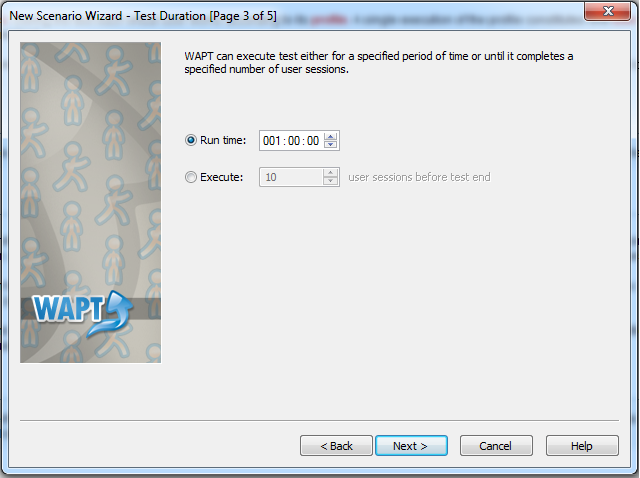 New Scenario Wizard - Test Duration [Page 3 of 5]
WAPT can execute test either for a specified period of time or until it completes a
specified number of user sessions.
Run time: 001:00:00
Execute: 10 user sessions before test end
WAPT
< Back Next > Cancel Help